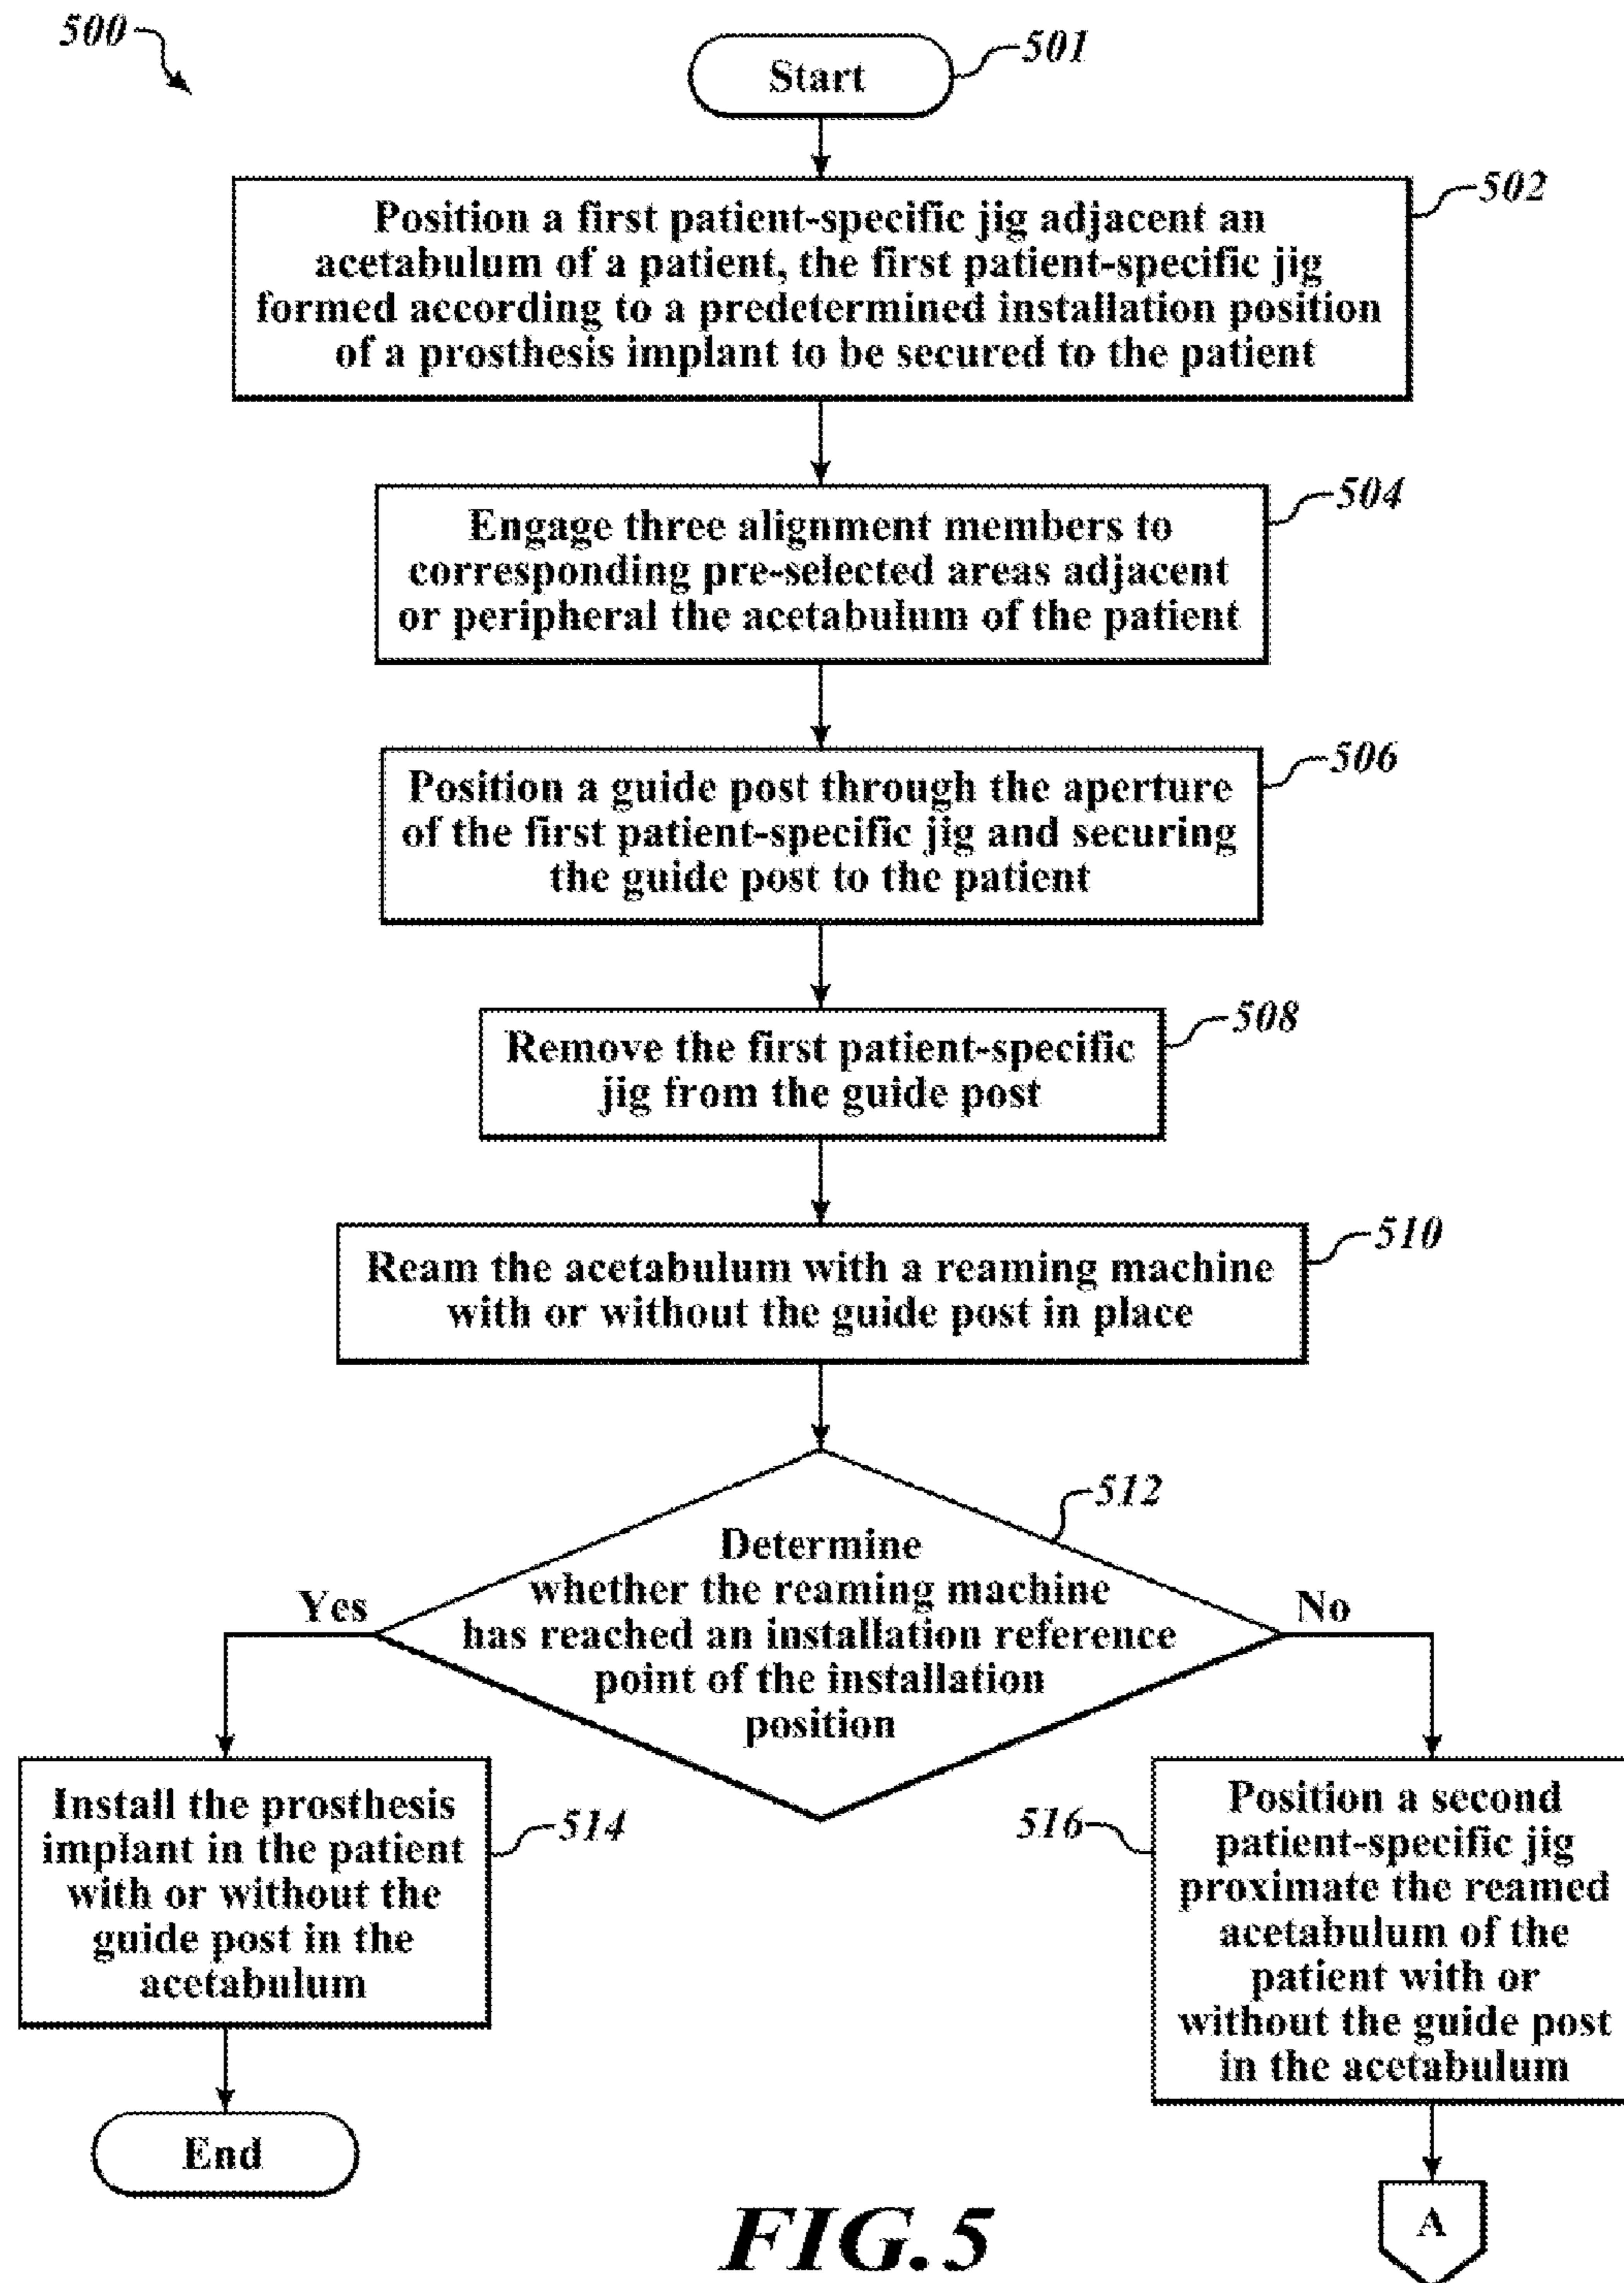 500
Start
501
Position a first patient-specific jig adjacent an
acetabulum of a patient, the first patient-specific jig
formed according to a predetermined installation position
of a prosthesis implant to be secured to the patient
502
Engage three alignment members to
corresponding pre-selected areas adjacent
or peripheral the acetabulum of the patient
504
Position a guide post through the aperture
of the first patient-specific jig and securing
the guide post to the patient
506
Remove the first patient-specific
jig from the guide post
508
Ream the acetabulum with a reaming machine
with or without the guide post in place
510
Determine
whether the reaming machine
has reached an installation reference
point of the installation
position
512
Yes
No
Install the prosthesis
implant in the patient
with or without the
guide post in the
acetabulum
514
516
Position a second
patient-specific jig
proximate the reamed
acetabulum of the
patient with or
without the guide post
in the acetabulum
End
A
FIG. 5